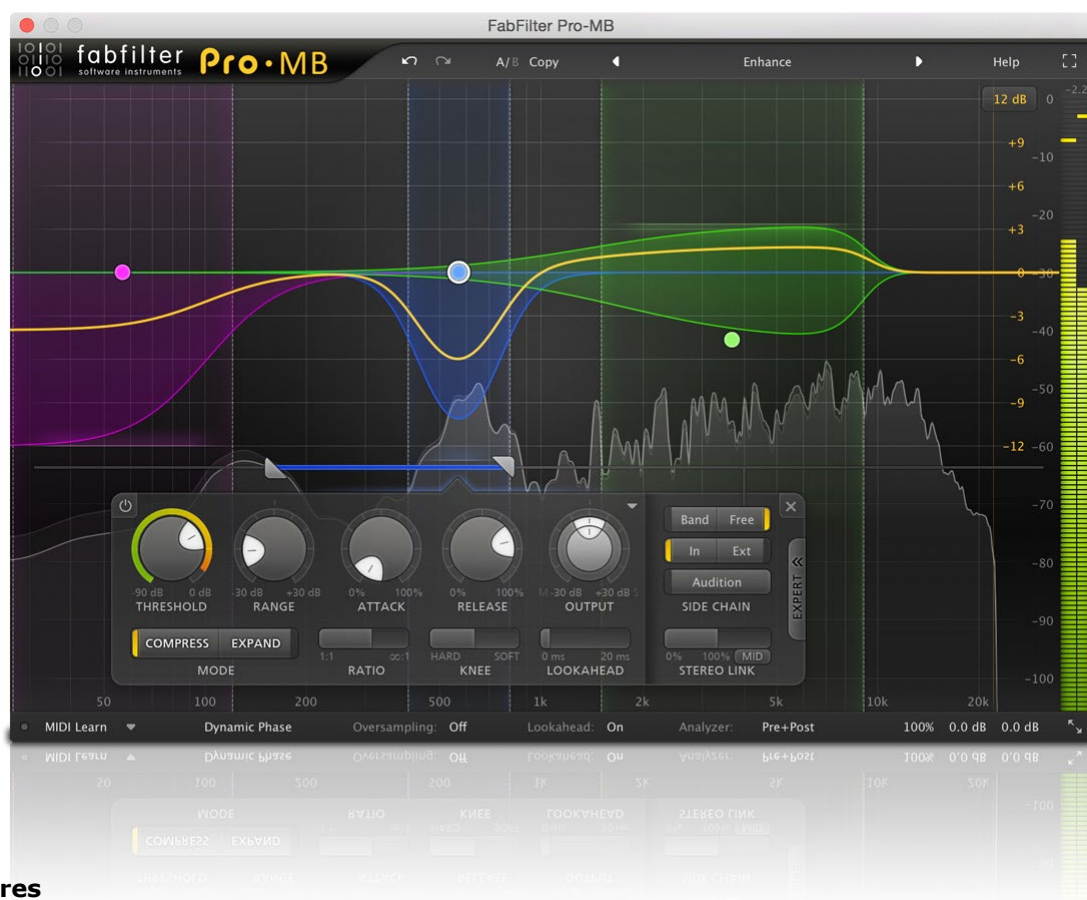 FabFilter Pro-MB
fabfilter Pro·MB
software instruments
A/B Copy Enhance Help
12 dB 0 -2.2
+9
-10
+6
-20
+3
0 -30
-3
-40
-6
-50
-9
-12 -60
-70
-80
-90
-100
Band Free
In Ext
Audition
SIDE CHAIN
EXPERT
-90 dB 0 dB -30 dB +30 dB 0% 100% 0% 100% M -30 dB +30 dB S
THRESHOLD RANGE ATTACK RELEASE OUTPUT
COMPRESS EXPAND
1:1 ∞:1 HARD SOFT 0 ms 20 ms 0% 100% MID
MODE RATIO KNEE LOOKAHEAD STEREO LINK
50 100 200 500 1k 2k 5k 10k 20k
MIDI Learn Dynamic Phase Oversampling: Off Lookahead: On Analyzer: Pre+Post 100% 0.0 dB 0.0 dB
res